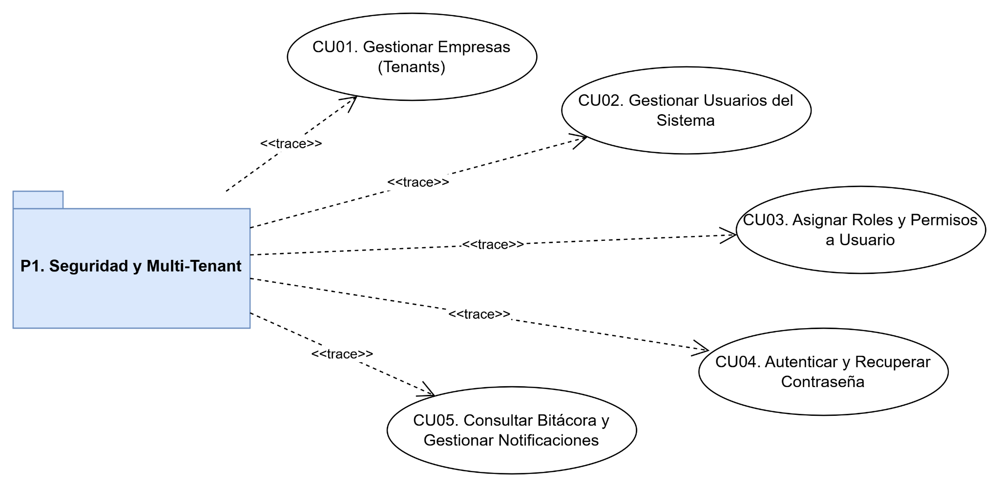 CU01. Gestionar Empresas
(Tenants)
CU02. Gestionar Usuarios del
Sistema
<<trace>>
<<trace>>
CU03. Asignar Roles y Permisos
a Usuario
<<trace>>
P1. Seguridad y Multi-Tenant
<<trace>>
<<trace>>
CU04. Autenticar y Recuperar
Contraseña
CU05. Consultar Bitácora y
Gestionar Notificaciones